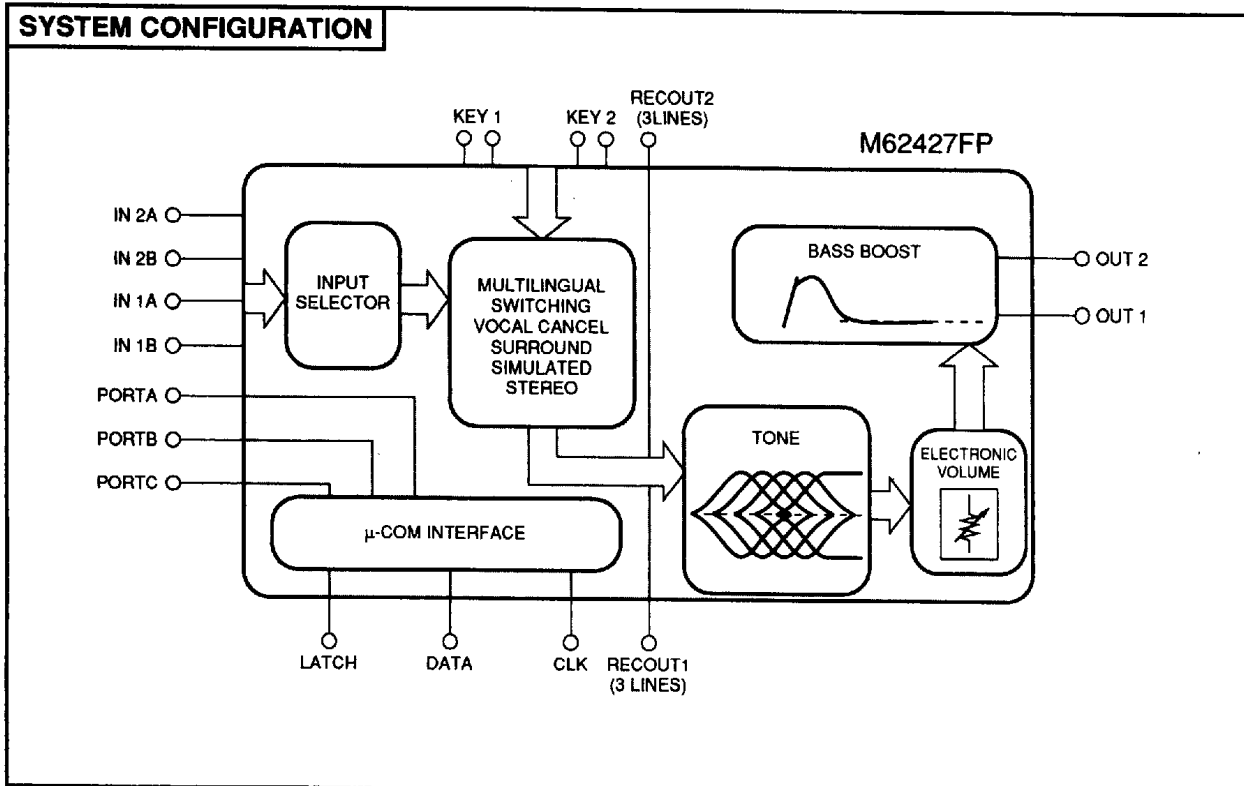 SYSTEM CONFIGURATION
KEY 1
KEY 2
RECOUT2
(3LINES)
M62427FP
IN 2A
IN 2B
IN 1A
IN 1B
PORTA
PORTB
PORTC
INPUT
SELECTOR
MULTILINGUAL
SWITCHING
VOCAL CANCEL
SURROUND
SIMULATED
STEREO
BASS BOOST
OUT 2
OUT 1
TONE
ELECTRONIC
VOLUME
μ-COM INTERFACE
LATCH
DATA
CLK
RECOUT1
(3 LINES)